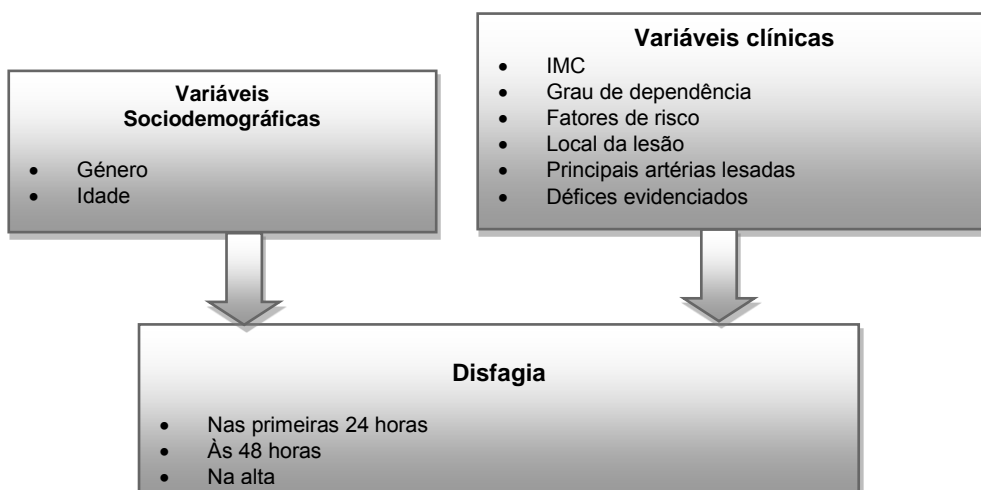 Variáveis
Sociodemográficas
• Género
• Idade
Variáveis clínicas
• IMC
• Grau de dependência
• Fatores de risco
• Local da lesão
• Principais artérias lesadas
• Défices evidenciados
Disfagia
• Nas primeiras 24 horas
• Às 48 horas
• Na alta